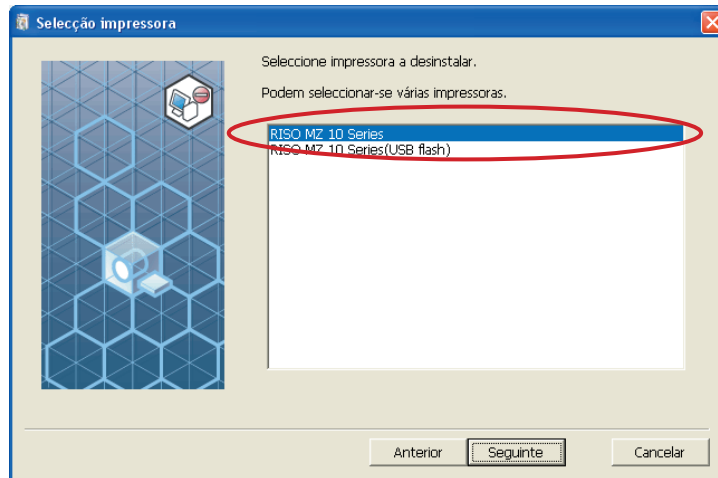 Selecção impressora
Seleccione impressora a desinstalar.
Podem seleccionar-se várias impressoras.
RISO MZ 10 Series
RISO MZ 10 Series(USB flash)
Anterior
Seguinte
Cancelar